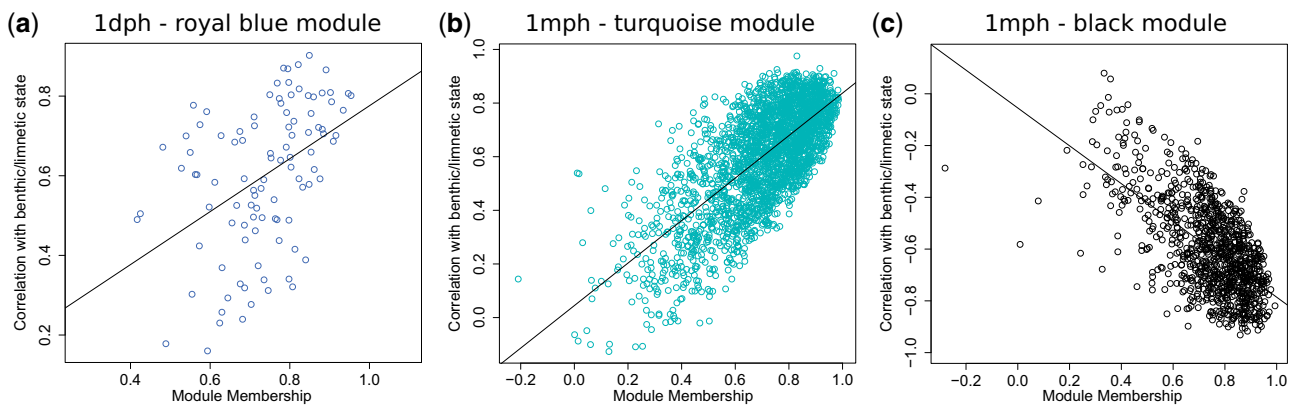 (a) 1dph - royal blue module
Correlation with benthic/limnetic state
0.8
0.6
0.4
0.2
0.4 0.6 0.8 1.0
Module Membership
(b) 1mph - turquoise module
Correlation with benthic/limnetic state
1.0
0.8
0.6
0.4
0.2
0.0
−0.2 0.0 0.2 0.4 0.6 0.8 1.0
Module Membership
(c) 1mph - black module
Correlation with benthic/limnetic state
0.0
−0.2
−0.4
−0.6
−0.8
−1.0
−0.2 0.0 0.2 0.4 0.6 0.8 1.0
Module Membership